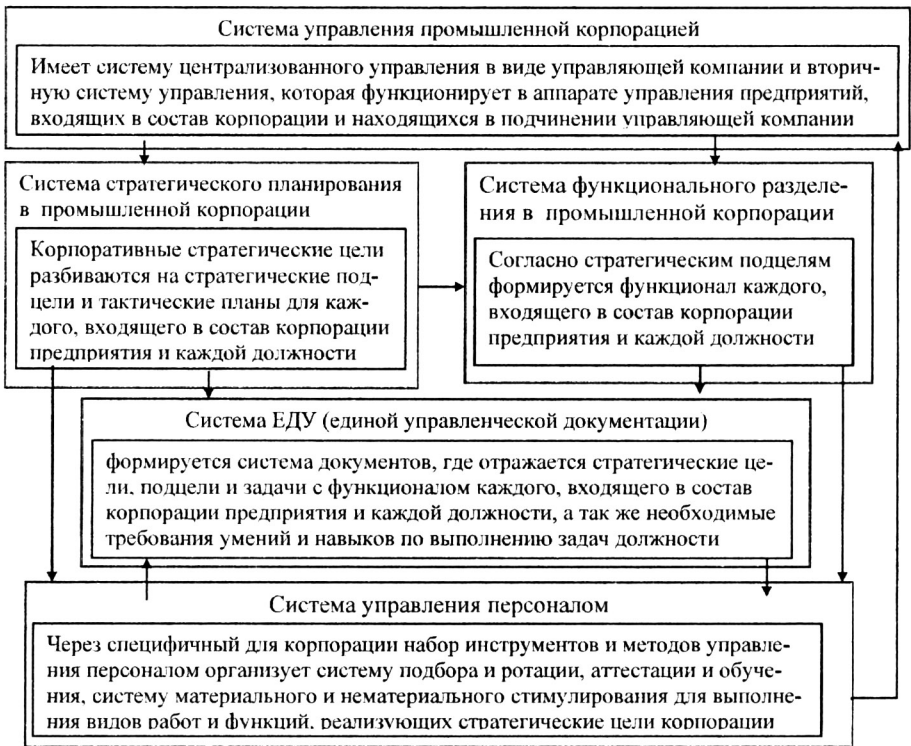 Система управления промышленной корпорацией
Имеет систему централизованного управления в виде управляющей компании и вторич-
ную систему управления, которая функционирует в аппарате управления предприятий,
входящих в состав корпорации и находящихся в подчинении управляющей компании
Система стратегического планирования
в промышленной корпорации
Корпоративные стратегические цели
разбиваются на стратегические под-
цели и тактические планы для каж-
дого, входящего в состав корпорации
предприятия и каждой должности
Система функционального разделе-
ния в промышленной корпорации
Согласно стратегическим подцелям
формируется функционал каждого,
входящего в состав корпорации
предприятия и каждой должности
Система ЕДУ (единой управленческой документации)
формируется система документов, где отражается стратегические це-
ли, подцели и задачи с функционалом каждого, входящего в состав
корпорации предприятия и каждой должности, а так же необходимые
требования умений и навыков по выполнению задач должности
Система управления персоналом
Через специфичный для корпорации набор инструментов и методов управле-
ния персоналом организует систему подбора и ротации, аттестации и обуче-
ния, систему материального и нематериального стимулирования для выполне-
ния видов работ и функций, реализующих стратегические цели корпорации